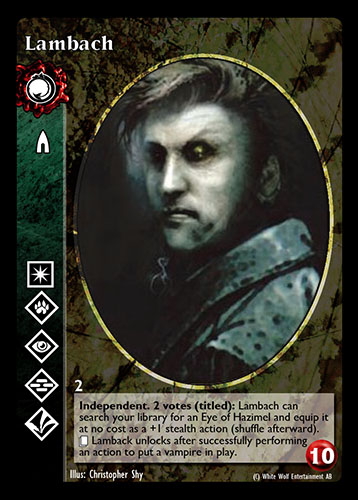 Lambach
2
Independent. 2 votes (titled): Lambach can
search your library for an Eye of Hazimel and equip it
at no cost as a +1 stealth action (shuffle afterward).
Lamback unlocks after successfully performing
an action to put a vampire in play.
10
Illus: Christopher Shy
(C) White Wolf Entertainment AB